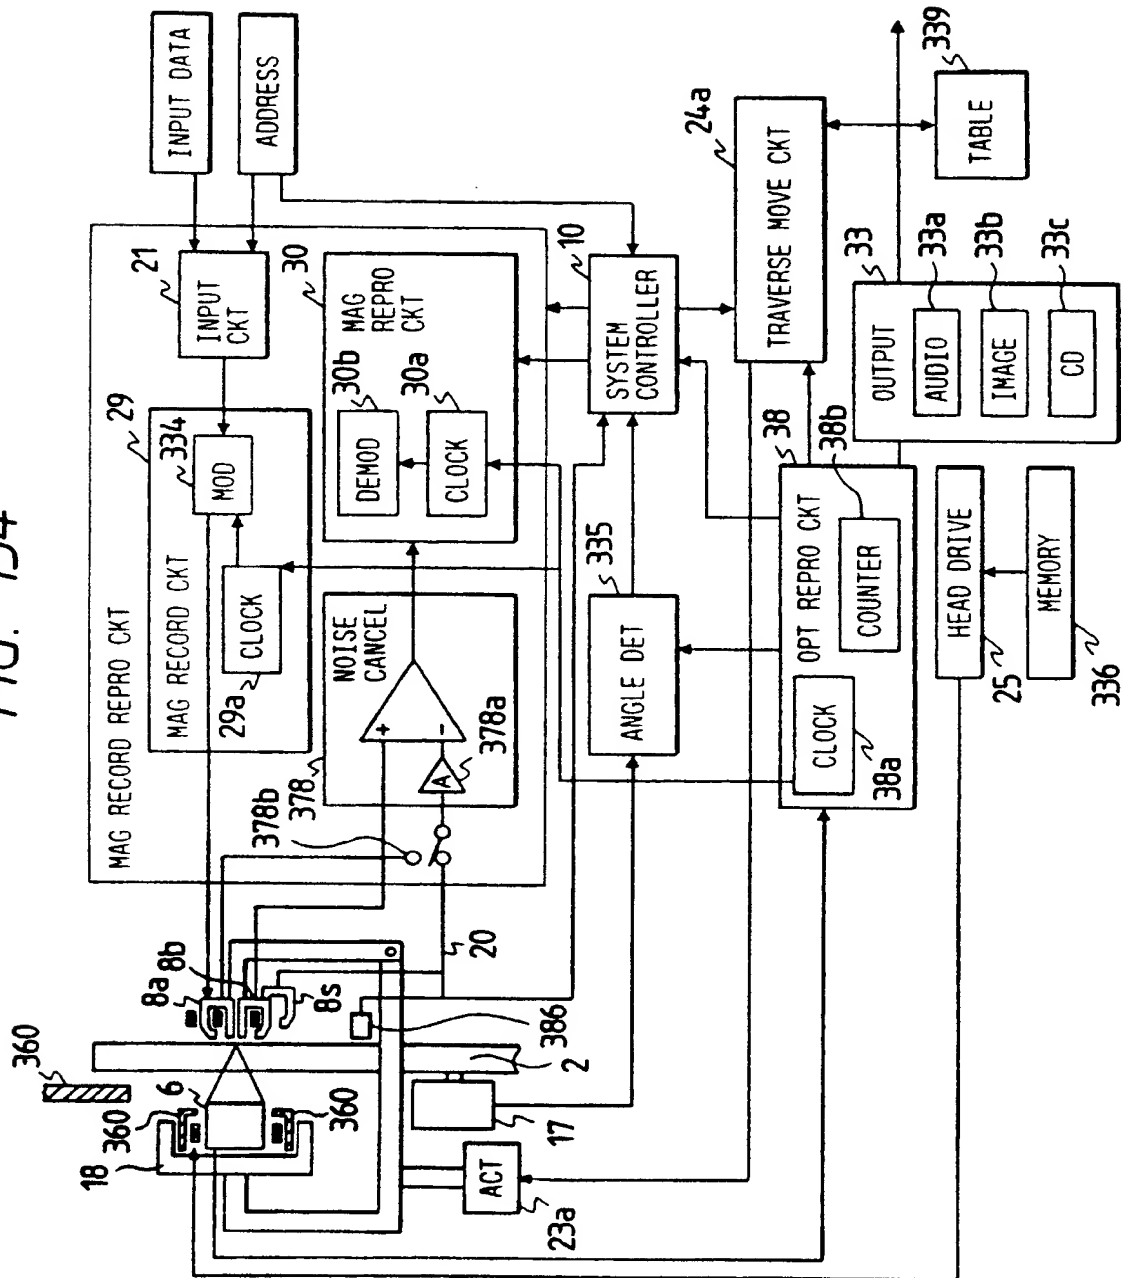 INPUT DATA
ADDRESS
MAG RECORD REPRO CKT
21
INPUT
CKT
29
MAG RECORD CKT
334
MOD
CLOCK
29a
30
MAG
REPRO
CKT
30b
DEMOD
30a
CLOCK
378
NOISE
CANCEL
+
-
A
378a
378b
10
SYSTEM
CONTROLLER
24a
TRAVERSE MOVE CKT
339
TABLE
33
OUTPUT
33a
AUDIO
33b
IMAGE
33c
CD
38
OPT REPRO CKT
38b
COUNTER
CLOCK
38a
335
ANGLE DET
HEAD DRIVE
25
MEMORY
336
360
6
360
360
18
8a
8b
8s
20
386
2
17
ACT
23a